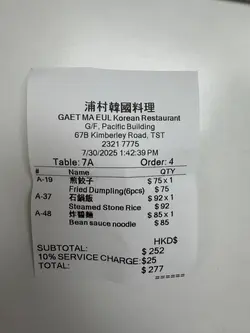 浦村韓國料理
GAET MA EUL Korean Restaurant
G/F, Pacific Building
67B Kimberley Road, TST
2321 7775
7/30/2025 1:42:39 PM
Table: 7A Order: 4
# Name QTY
A-19 煎餃子 $ 75 x 1
Fried Dumpling(6pcs) $ 75
A-37 石鍋飯 $ 92 x 1
Steamed Stone Rice $ 92
A-48 炸醬麵 $ 85 x 1
Bean sauce noodle $ 85
HKD$
SUBTOTAL: $ 252
10% SERVICE CHARGE:$25
TOTAL: $ 277
======